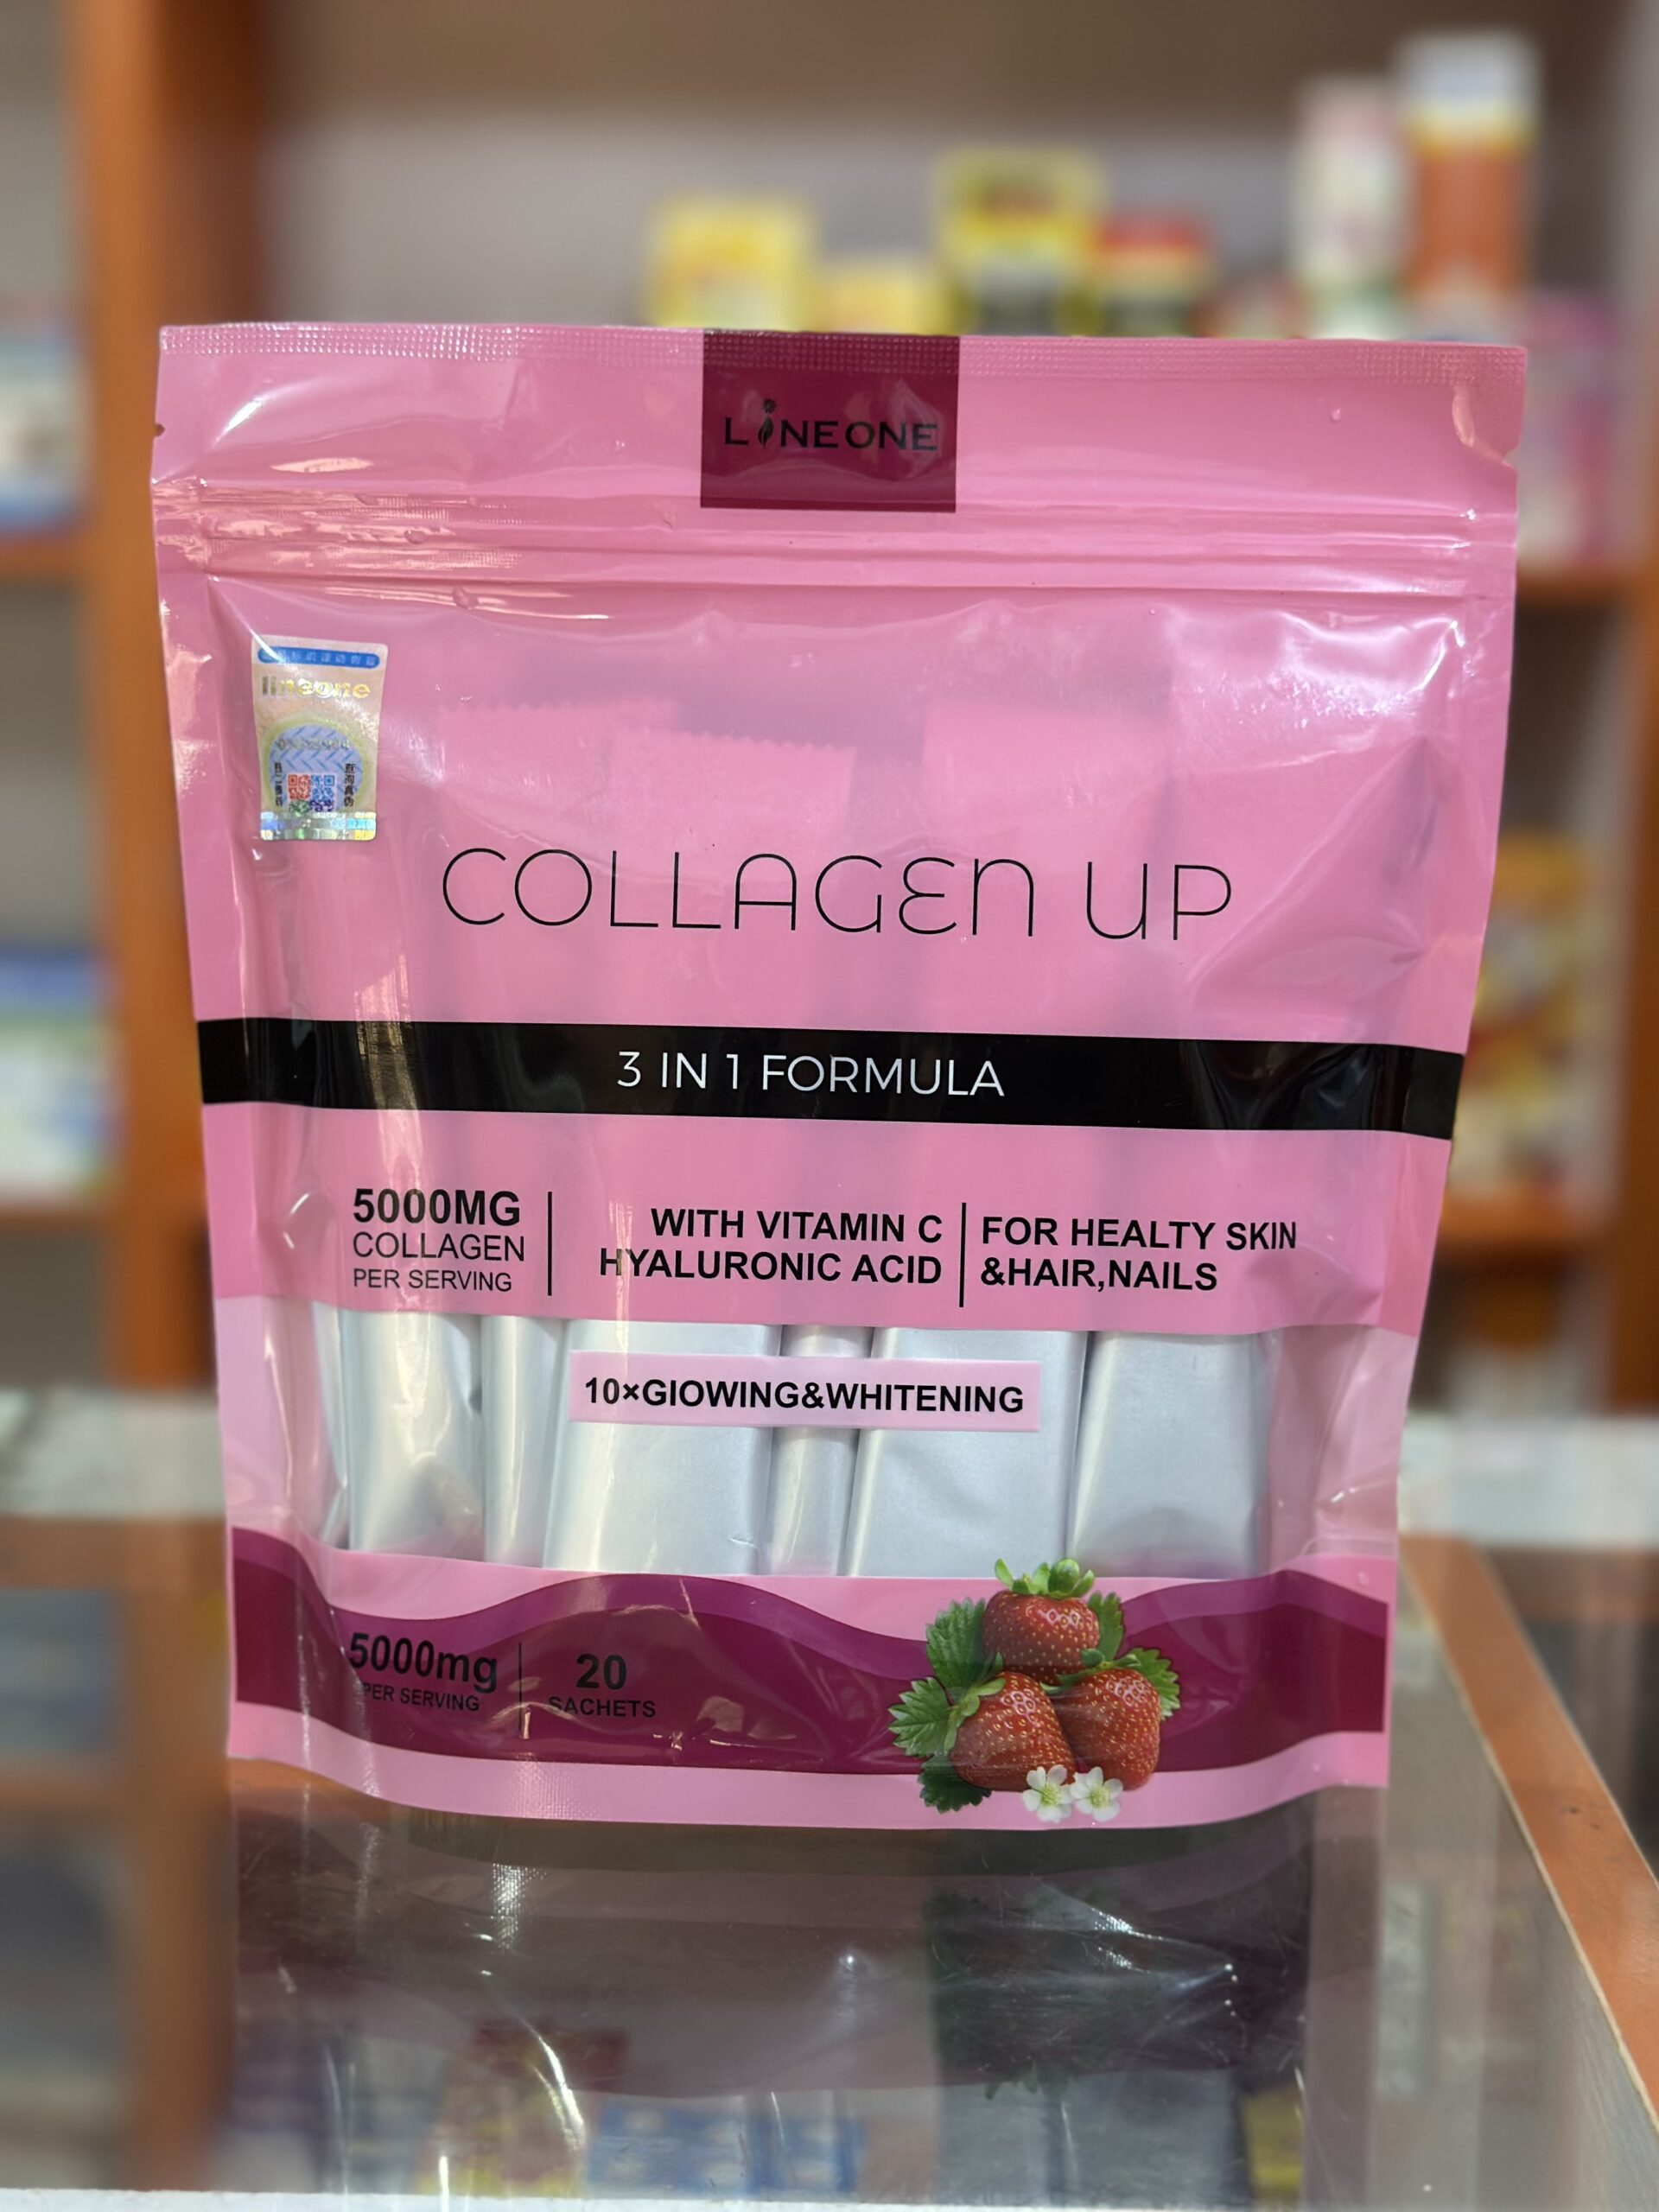 LINEONE
lineone
COLLAGEN UP
3 IN 1 FORMULA
5000MG
COLLAGEN
PER SERVING
WITH VITAMIN C
HYALURONIC ACID
FOR HEALTY SKIN
&HAIR,NAILS
10×GIOWING&WHITENING
5000mg
PER SERVING
20
SACHETS